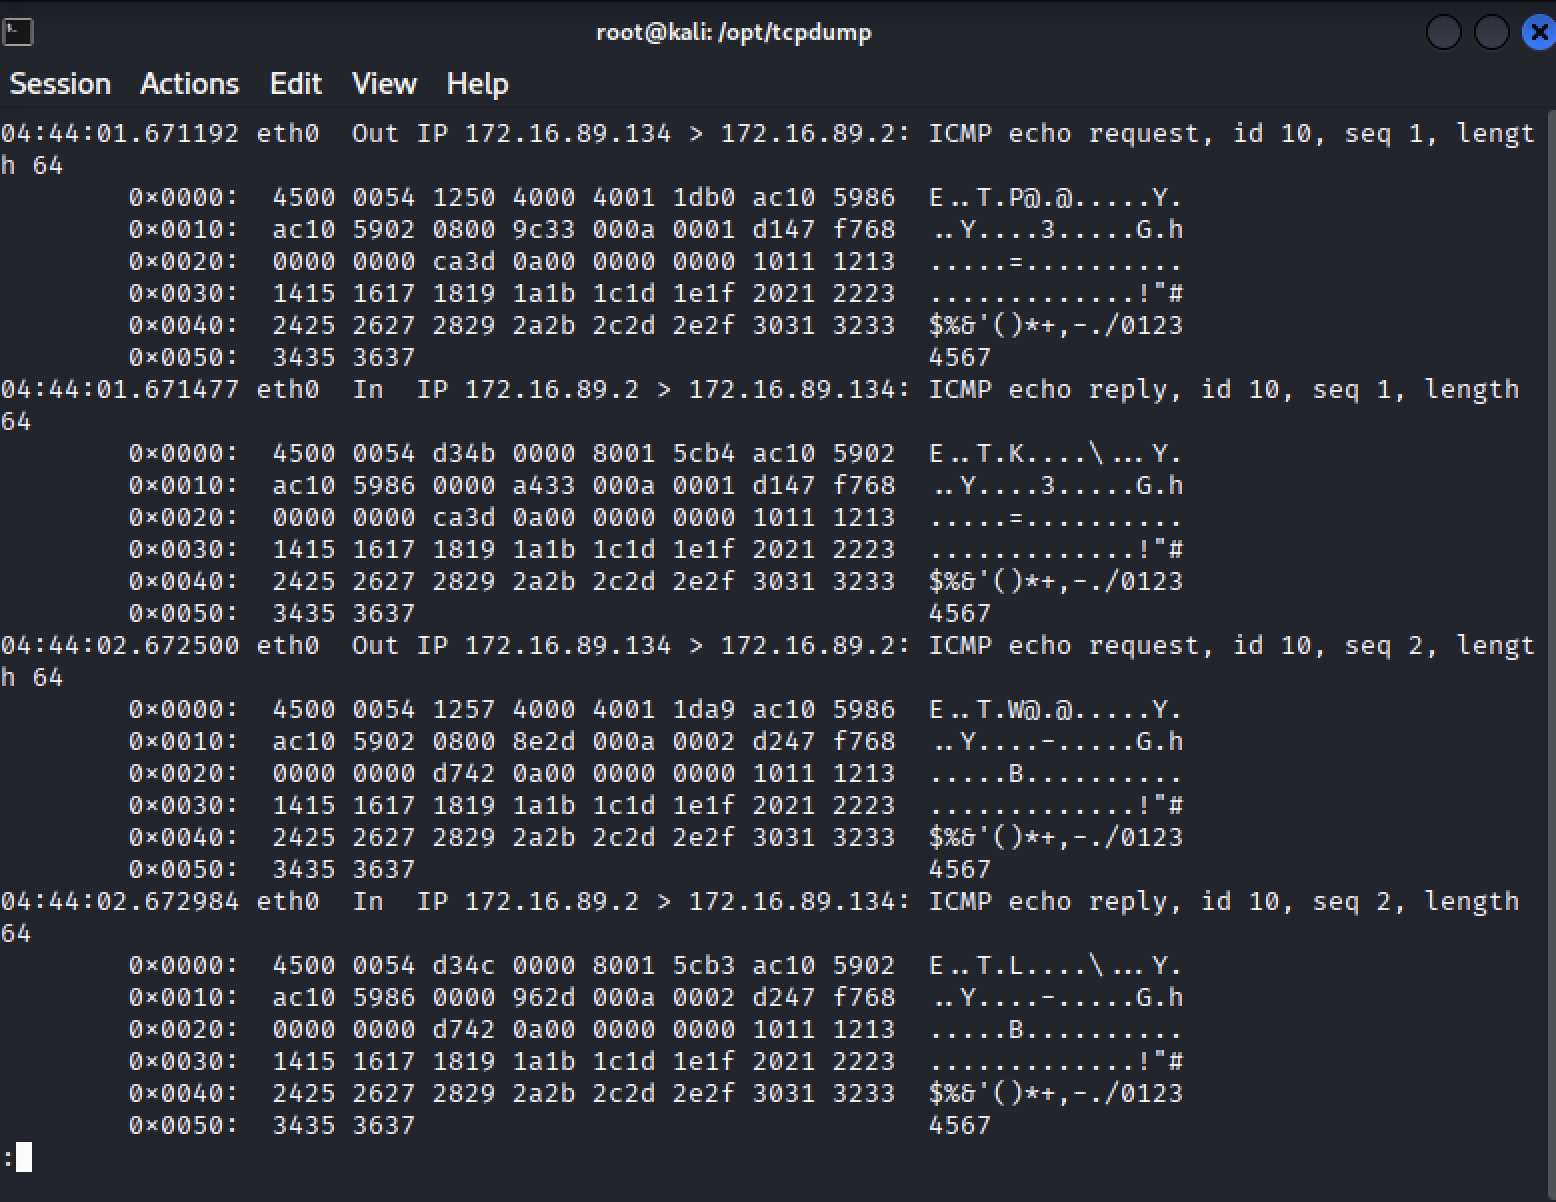 root@kali: /opt/tcpdump
Session Actions Edit View Help
04:44:01.671192 eth0  Out IP 172.16.89.134 > 172.16.89.2: ICMP echo request, id 10, seq 1, lengt
h 64
        0x0000:  4500 0054 1250 4000 4001 1db0 ac10 5986  E..T.P@.@.....Y.
        0x0010:  ac10 5902 0800 9c33 000a 0001 d147 f768  ..Y....3.....G.h
        0x0020:  0000 0000 ca3d 0a00 0000 0000 1011 1213  .....=..........
        0x0030:  1415 1617 1819 1a1b 1c1d 1e1f 2021 2223  .............!"#
        0x0040:  2425 2627 2829 2a2b 2c2d 2e2f 3031 3233  $%&'()*+,-./0123
        0x0050:  3435 3637                                4567
04:44:01.671477 eth0  In  IP 172.16.89.2 > 172.16.89.134: ICMP echo reply, id 10, seq 1, length
64
        0x0000:  4500 0054 d34b 0000 8001 5cb4 ac10 5902  E..T.K....\...Y.
        0x0010:  ac10 5986 0000 a433 000a 0001 d147 f768  ..Y....3.....G.h
        0x0020:  0000 0000 ca3d 0a00 0000 0000 1011 1213  .....=..........
        0x0030:  1415 1617 1819 1a1b 1c1d 1e1f 2021 2223  .............!"#
        0x0040:  2425 2627 2829 2a2b 2c2d 2e2f 3031 3233  $%&'()*+,-./0123
        0x0050:  3435 3637                                4567
04:44:02.672500 eth0  Out IP 172.16.89.134 > 172.16.89.2: ICMP echo request, id 10, seq 2, lengt
h 64
        0x0000:  4500 0054 1257 4000 4001 1da9 ac10 5986  E..T.W@.@.....Y.
        0x0010:  ac10 5902 0800 8e2d 000a 0002 d247 f768  ..Y....-.....G.h
        0x0020:  0000 0000 d742 0a00 0000 0000 1011 1213  .....B..........
        0x0030:  1415 1617 1819 1a1b 1c1d 1e1f 2021 2223  .............!"#
        0x0040:  2425 2627 2829 2a2b 2c2d 2e2f 3031 3233  $%&'()*+,-./0123
        0x0050:  3435 3637                                4567
04:44:02.672984 eth0  In  IP 172.16.89.2 > 172.16.89.134: ICMP echo reply, id 10, seq 2, length
64
        0x0000:  4500 0054 d34c 0000 8001 5cb3 ac10 5902  E..T.L....\...Y.
        0x0010:  ac10 5986 0000 962d 000a 0002 d247 f768  ..Y....-.....G.h
        0x0020:  0000 0000 d742 0a00 0000 0000 1011 1213  .....B..........
        0x0030:  1415 1617 1819 1a1b 1c1d 1e1f 2021 2223  .............!"#
        0x0040:  2425 2627 2829 2a2b 2c2d 2e2f 3031 3233  $%&'()*+,-./0123
        0x0050:  3435 3637                                4567
: